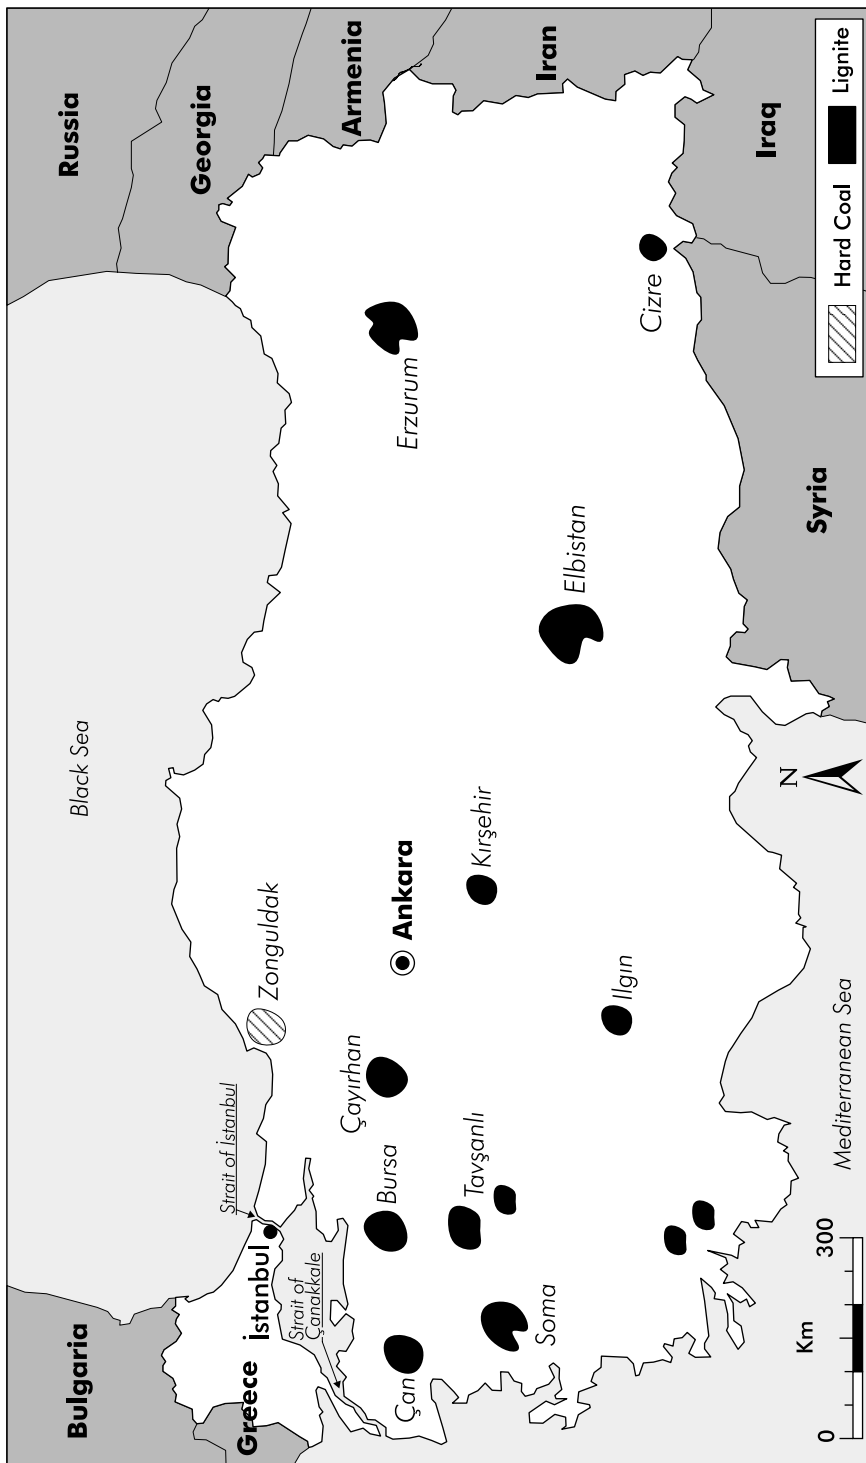 Bulgaria
Greece
Black Sea
Russia
Georgia
Armenia
Iran
Iraq
Syria
Mediterranean Sea
Strait of İstanbul
İstanbul
Strait of
Çanakkale
Zonguldak
Çayırhan
Ankara
Bursa
Çan
Tavşanlı
Soma
Kırşehir
Ilgın
Elbistan
Erzurum
Cizre
N
Km
0 300
Hard Coal Lignite